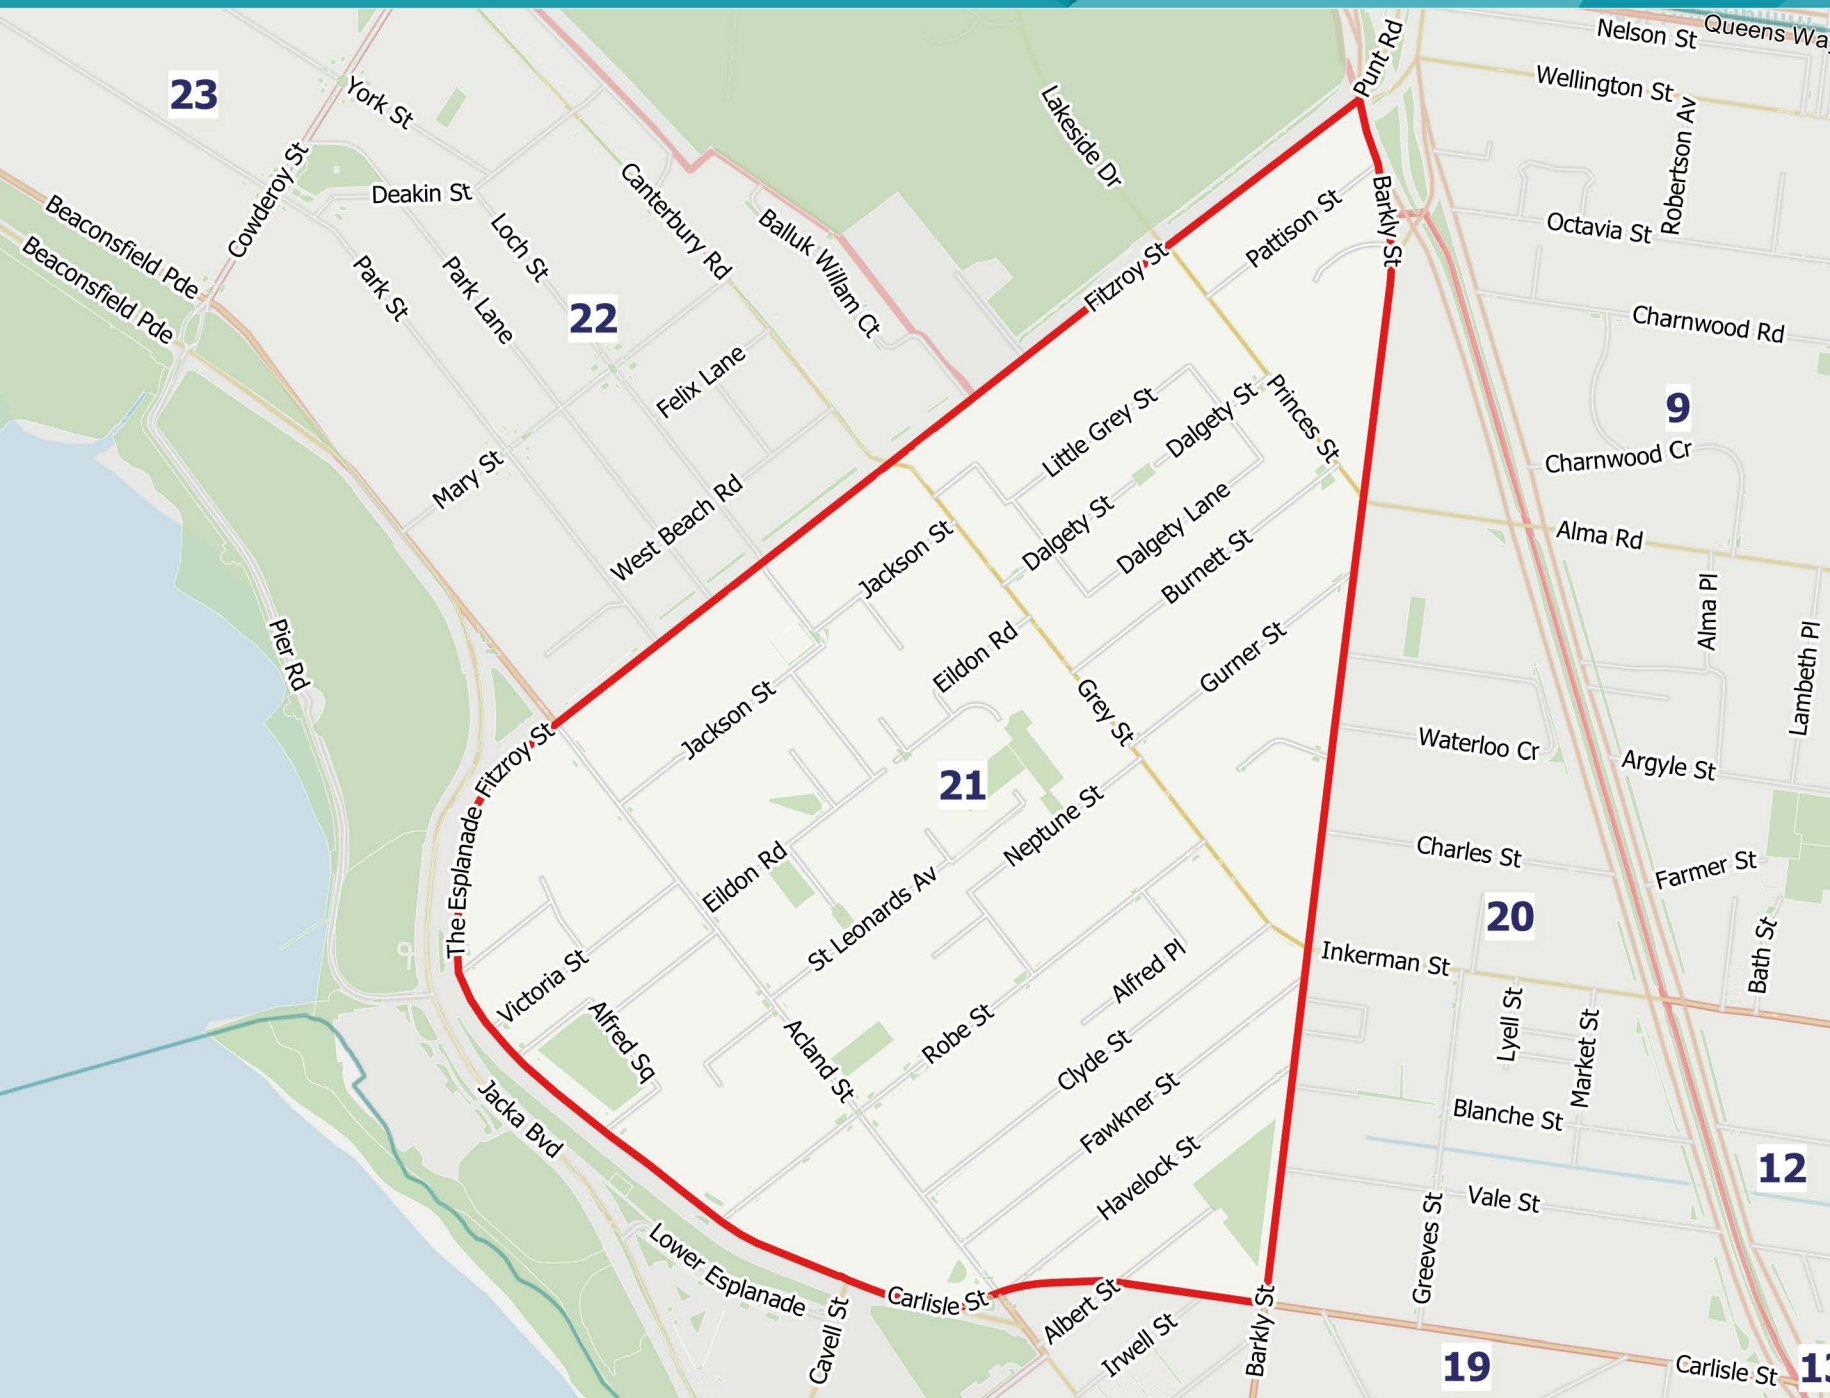 Punt Rd
Nelson St
Queens Wa
Wellington St
23
York St
Lakeside Dr
Robertson Av
Cowderoy St
Deakin St
Canterbury Rd
Pattison St
Barkly St
Octavia St
Beaconsfield Pde
Beaconsfield Pde
Loch St
Balluk Willam Ct
Fitzroy St
Park St
Park Lane
22
Charnwood Rd
Felix Lane
Little Grey St
Dalgety St
Princes St
9
Charnwood Cr
Mary St
West Beach Rd
Jackson St
Dalgety St
Dalgety Lane
Burnett St
Alma Rd
Alma Pl
Lambeth Pl
Pier Rd
Eildon Rd
Gurner St
Jackson St
Grey St
Fitzroy St
Waterloo Cr
Argyle St
21
The Esplanade
Neptune St
Charles St
Farmer St
Eildon Rd
St Leonards Av
20
Inkerman St
Bath St
Victoria St
Alfred Pl
Alfred Sq
Acland St
Robe St
Clyde St
Lyell St
Market St
Jacka Bvd
Fawkner St
Blanche St
Havelock St
12
Vale St
Greeves St
Lower Esplanade
Carlisle St
Albert St
Barkly St
Cavell St
Irwell St
19
Carlisle St